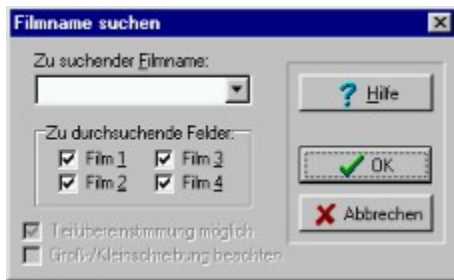 Filmname suchen
Zu suchender Filmname:
Hilfe
Zu durchsuchende Felder:
Film 1
Film 3
Film 2
Film 4
OK
Abbrechen
Teilübereinstimmung möglich
Groß-/Kleinschreibung beachten